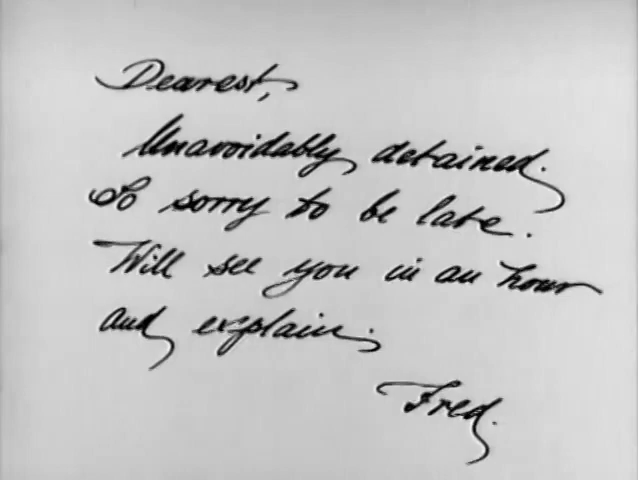 Dearest,
Unavoidably detained.
So sorry to be late.
Will see you in an hour
and explain.
Fred.